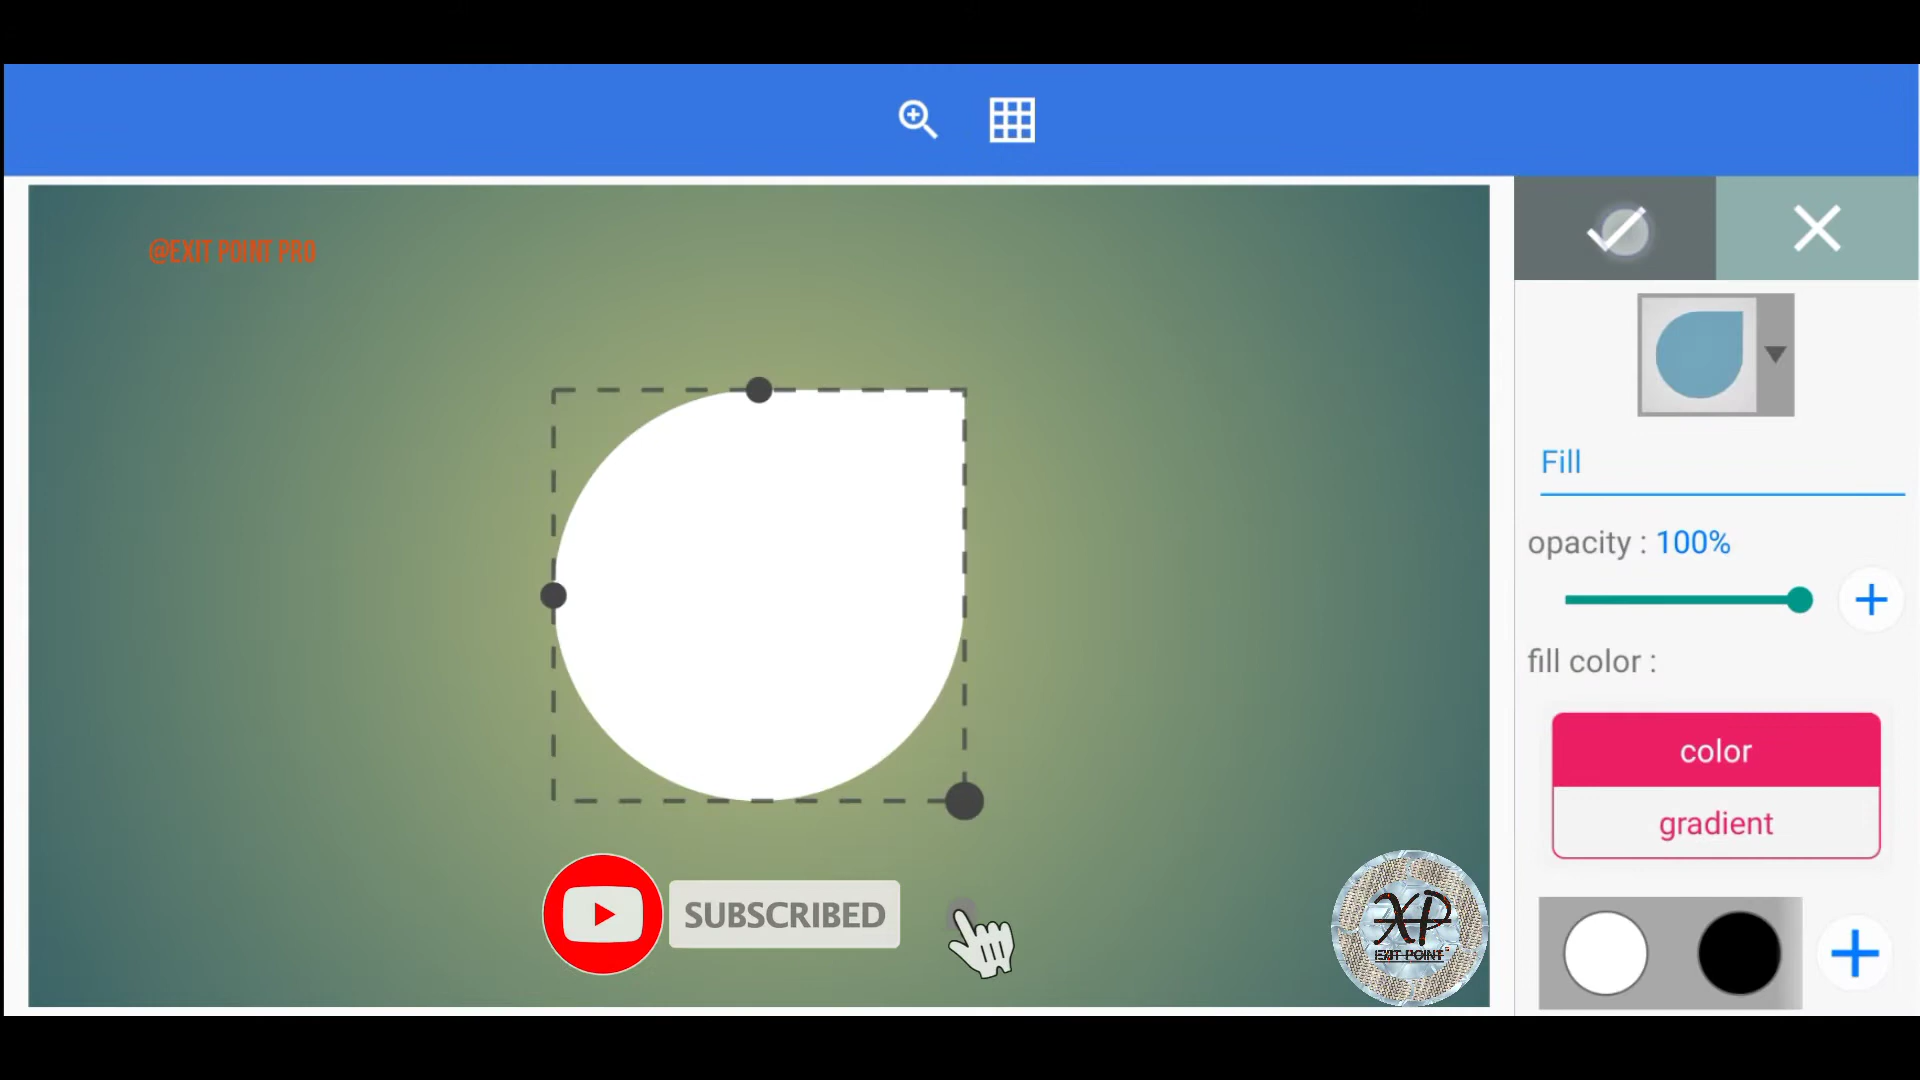 @EXIT POINT PRO
Fill
opacity : 100%
fill color :
color
gradient
SUBSCRIBED
XP
EXIT POINT